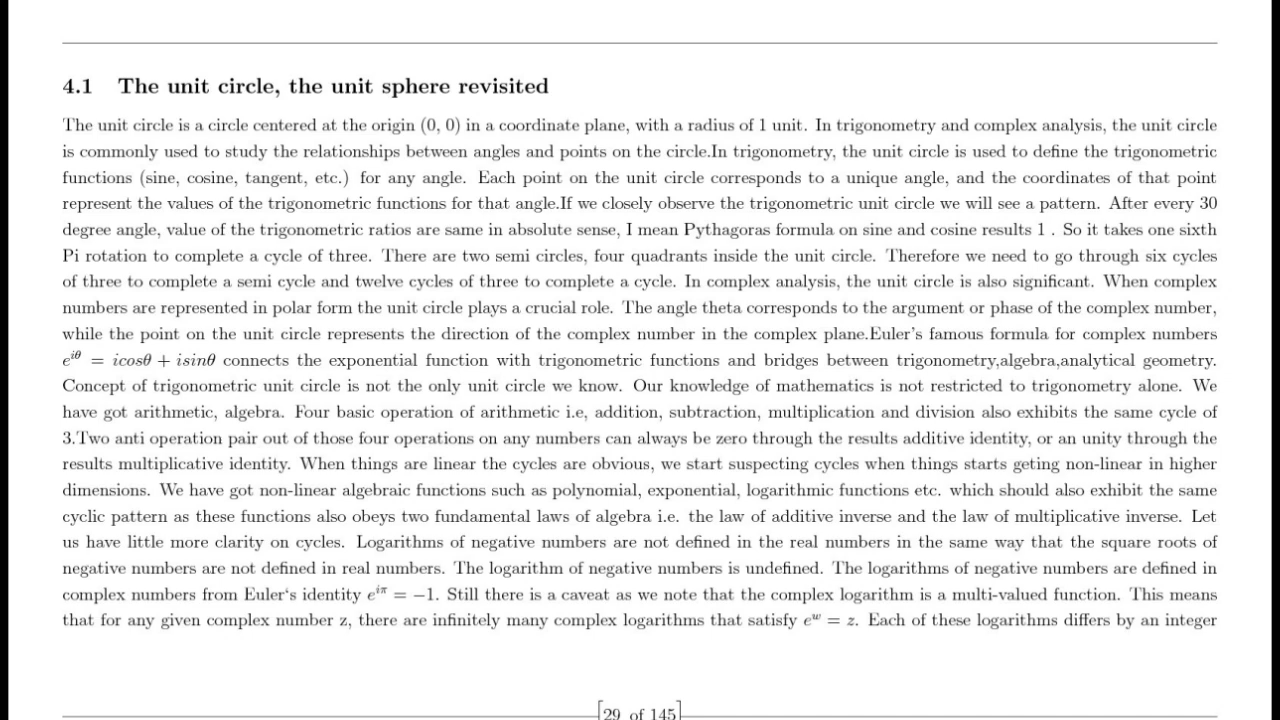 4.1 The unit circle, the unit sphere revisited
The unit circle is a circle centered at the origin (0, 0) in a coordinate plane, with a radius of 1 unit. In trigonometry and complex analysis, the unit circle
is commonly used to study the relationships between angles and points on the circle.In trigonometry, the unit circle is used to define the trigonometric
functions (sine, cosine, tangent, etc.) for any angle. Each point on the unit circle corresponds to a unique angle, and the coordinates of that point
represent the values of the trigonometric functions for that angle.If we closely observe the trigonometric unit circle we will see a pattern. After every 30
degree angle, value of the trigonometric ratios are same in absolute sense, I mean Pythagoras formula on sine and cosine results 1 . So it takes one sixth
Pi rotation to complete a cycle of three. There are two semi circles, four quadrants inside the unit circle. Therefore we need to go through six cycles
of three to complete a semi cycle and twelve cycles of three to complete a cycle. In complex analysis, the unit circle is also significant. When complex
numbers are represented in polar form the unit circle plays a crucial role. The angle theta corresponds to the argument or phase of the complex number,
while the point on the unit circle represents the direction of the complex number in the complex plane.Euler's famous formula for complex numbers
e^{iθ} = icosθ + isinθ connects the exponential function with trigonometric functions and bridges between trigonometry,algebra,analytical geometry.
Concept of trigonometric unit circle is not the only unit circle we know. Our knowledge of mathematics is not restricted to trigonometry alone. We
have got arithmetic, algebra. Four basic operation of arithmetic i.e, addition, subtraction, multiplication and division also exhibits the same cycle of
3.Two anti operation pair out of those four operations on any numbers can always be zero through the results additive identity, or an unity through the
results multiplicative identity. When things are linear the cycles are obvious, we start suspecting cycles when things starts geting non-linear in higher
dimensions. We have got non-linear algebraic functions such as polynomial, exponential, logarithmic functions etc. which should also exhibit the same
cyclic pattern as these functions also obeys two fundamental laws of algebra i.e. the law of additive inverse and the law of multiplicative inverse. Let
us have little more clarity on cycles. Logarithms of negative numbers are not defined in the real numbers in the same way that the square roots of
negative numbers are not defined in real numbers. The logarithm of negative numbers is undefined. The logarithms of negative numbers are defined in
complex numbers from Euler‘s identity e^{iπ} = −1. Still there is a caveat as we note that the complex logarithm is a multi-valued function. This means
that for any given complex number z, there are infinitely many complex logarithms that satisfy e^w = z. Each of these logarithms differs by an integer
[29 of 145]